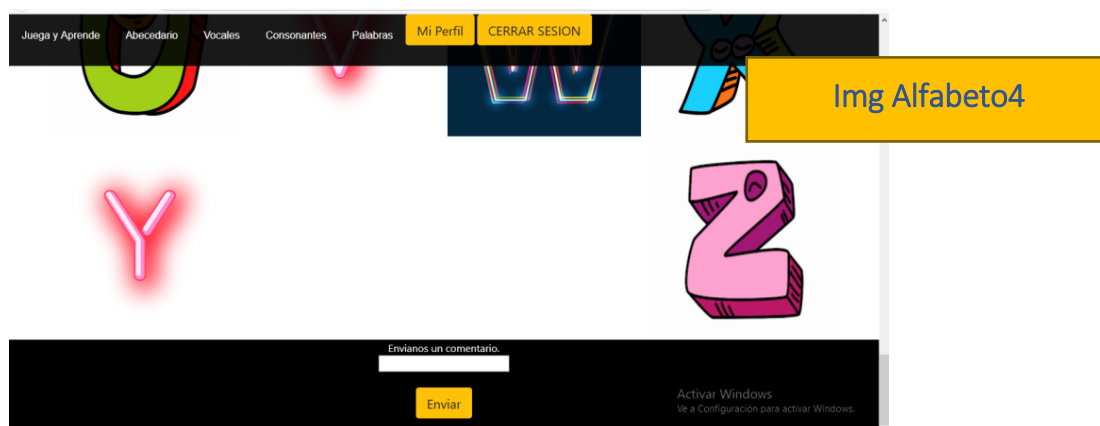 Juega y Aprende Abecedario Vocales Consonantes Palabras Mi Perfil CERRAR SESION
U V W X
Img Alfabeto4
Y Z
Envianos un comentario.
Enviar
Activar Windows
Ve a Configuración para activar Windows.